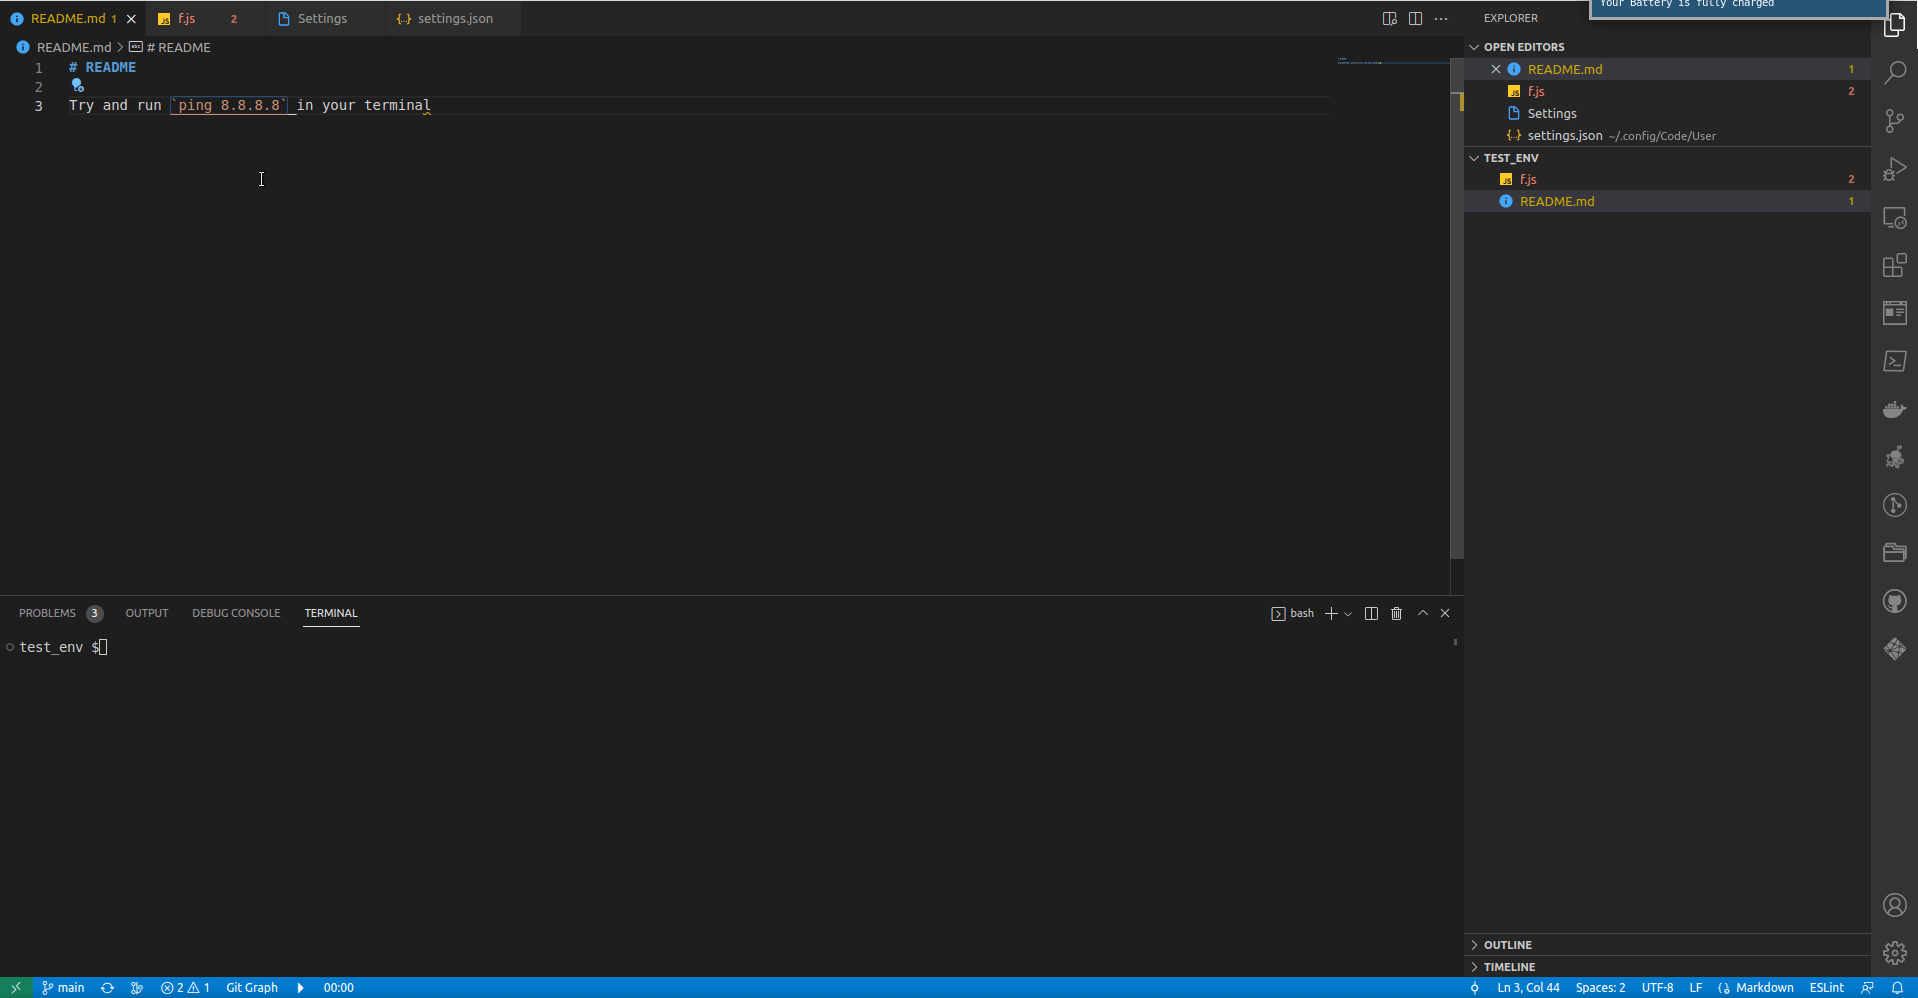 README.md 1
f.js 2
Settings
settings.json
EXPLORER
Your Battery is fully charged
README.md > # README
OPEN EDITORS
1 # README
README.md 1
2
f.js 2
3 Try and run `ping 8.8.8.8` in your terminal
Settings
settings.json ~/.config/Code/User
TEST_ENV
f.js 2
README.md 1
PROBLEMS 3 OUTPUT DEBUG CONSOLE TERMINAL
bash
test_env $
OUTLINE
TIMELINE
main 2 1 Git Graph 00:00
Ln 3, Col 44 Spaces: 2 UTF-8 LF Markdown ESLint